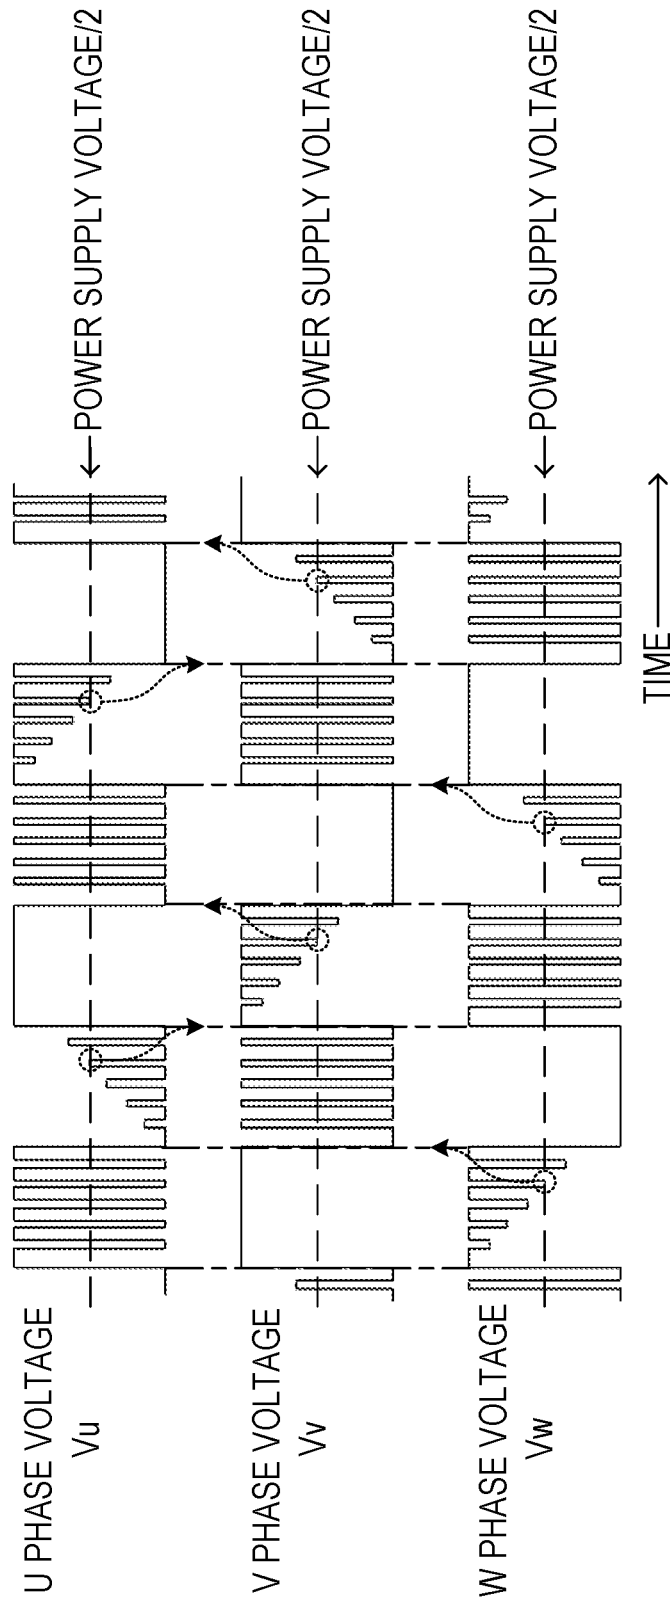 U PHASE VOLTAGE
Vu
POWER SUPPLY VOLTAGE/2
V PHASE VOLTAGE
Vv
POWER SUPPLY VOLTAGE/2
W PHASE VOLTAGE
Vw
POWER SUPPLY VOLTAGE/2
TIME